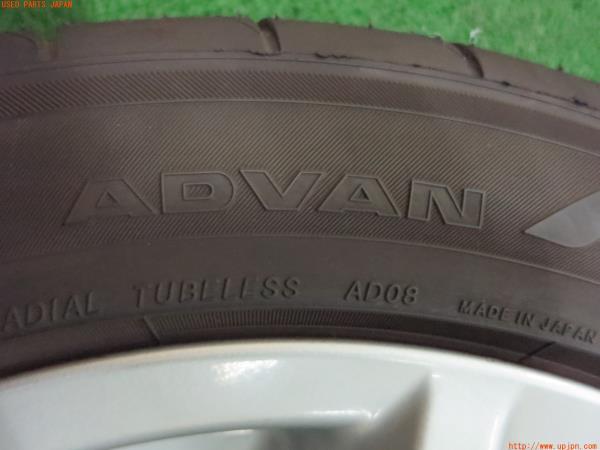 USED PARTS JAPAN
ADVAN
ADIAL TUBELESS AD08 MADE IN JAPAN
http://www.upjpn.com/